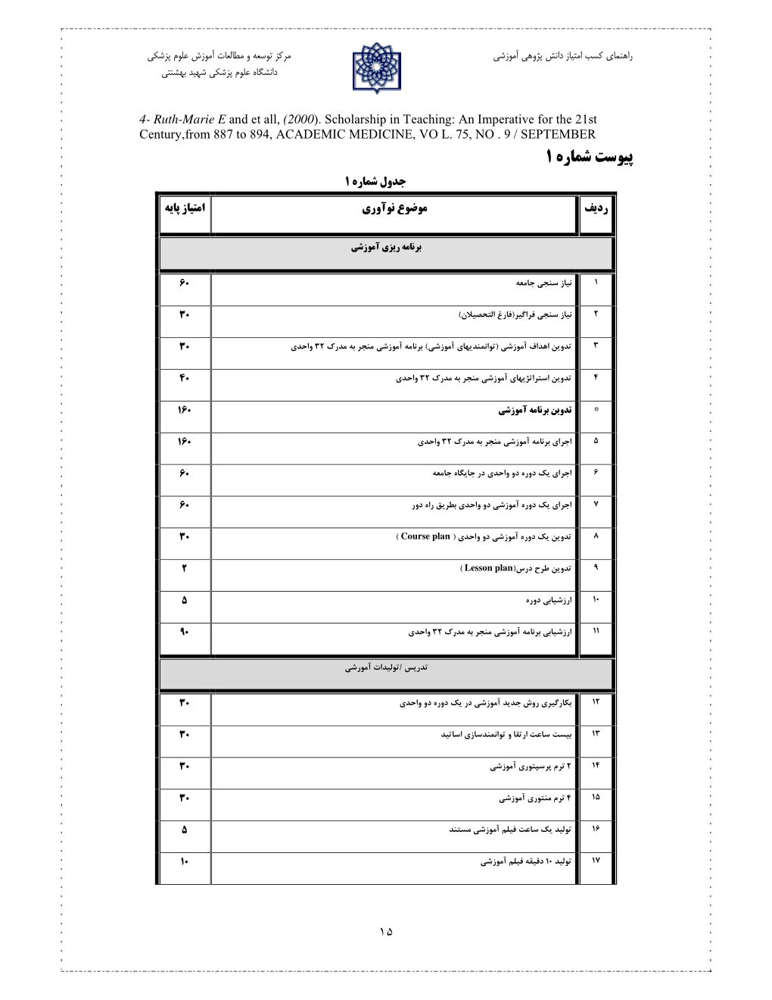 راهنمای کسب امتیاز دانش پژوهی آموزشی
مرکز توسعه و مطالعات آموزش علوم پزشکی
دانشگاه علوم پزشکی شهید بهشتی
4- Ruth-Marie E and et all, (2000). Scholarship in Teaching: An Imperative for the 21st
Century,from 887 to 894, ACADEMIC MEDICINE, VO L. 75, NO . 9 / SEPTEMBER
پیوست شماره ۱
جدول شماره ۱
ردیف موضوع نوآوری امتیاز پایه
برنامه ریزی آموزشی
۱ نیاز سنجی جامعه ۶۰
۲ نیاز سنجی فراگیر(فارغ التحصیلان) ۳۰
۳ تدوین اهداف آموزشی (توانمندیهای آموزشی) برنامه آموزشی منجر به مدرک ۳۲ واحدی ۳۰
۴ تدوین استراتژیهای آموزشی منجر به مدرک ۳۲ واحدی ۴۰
* تدوین برنامه آموزشی ۱۶۰
۵ اجرای برنامه آموزشی منجر به مدرک ۳۲ واحدی ۱۶۰
۶ اجرای یک دوره دو واحدی در جایگاه جامعه ۶۰
۷ اجرای یک دوره آموزشی دو واحدی بطریق راه دور ۶۰
۸ تدوین یک دوره آموزشی دو واحدی ( Course plan ) ۳۰
۹ تدوین طرح درس(Lesson plan ) ۲
۱۰ ارزشیابی دوره ۵
۱۱ ارزشیابی برنامه آموزشی منجر به مدرک ۳۲ واحدی ۹۰
تدریس /تولیدات آمورشی
۱۲ بکارگیری روش جدید آموزشی در یک دوره دو واحدی ۳۰
۱۳ بیست ساعت ارتقا و توانمندسازی اساتید ۳۰
۱۴ ۲ ترم پرسپتوری آموزشی ۳۰
۱۵ ۴ ترم منتوری آموزشی ۳۰
۱۶ تولید یک ساعت فیلم آموزشی مستند ۵
۱۷ تولید ۱۰ دقیقه فیلم آموزشی ۱۰
۱۵